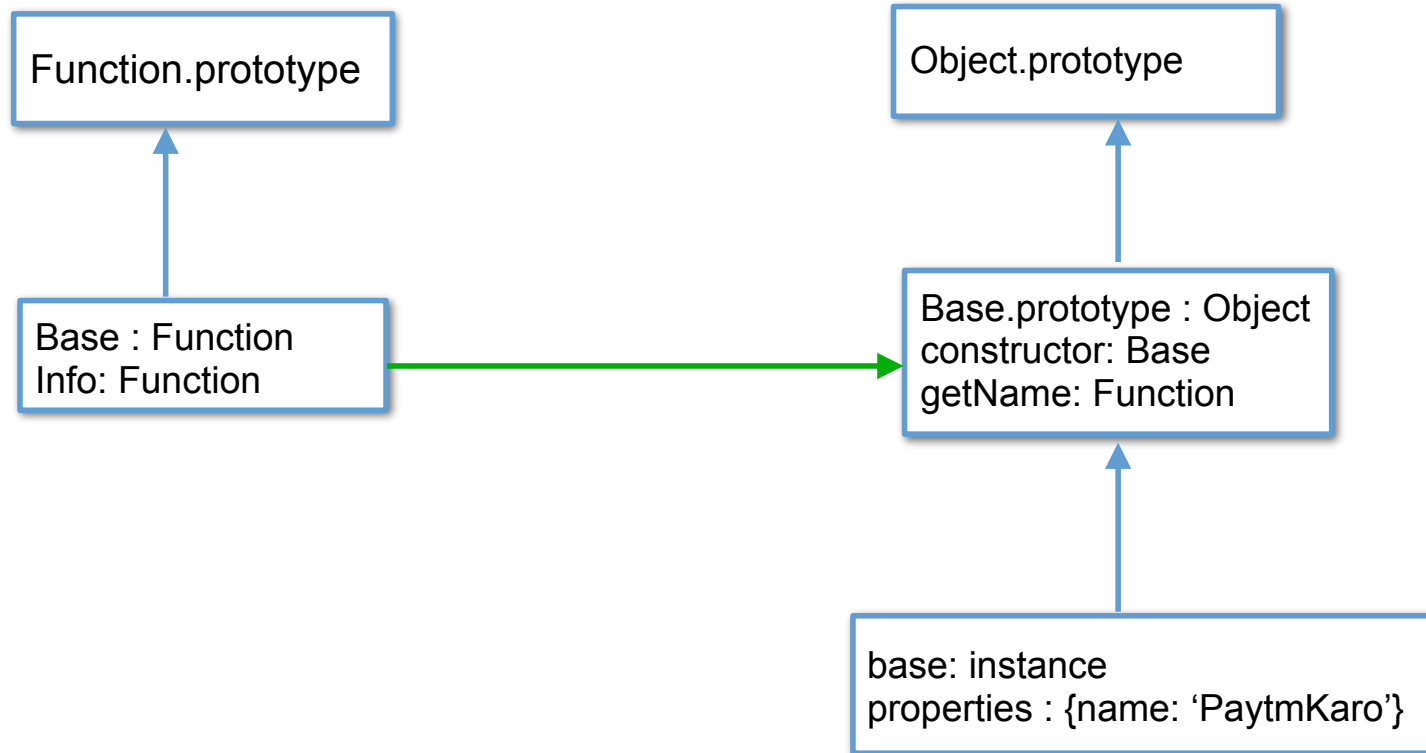 Function.prototype
Object.prototype
Base : Function
Info: Function
Base.prototype : Object
constructor: Base
getName: Function
base: instance
properties : {name: ‘PaytmKaro’}